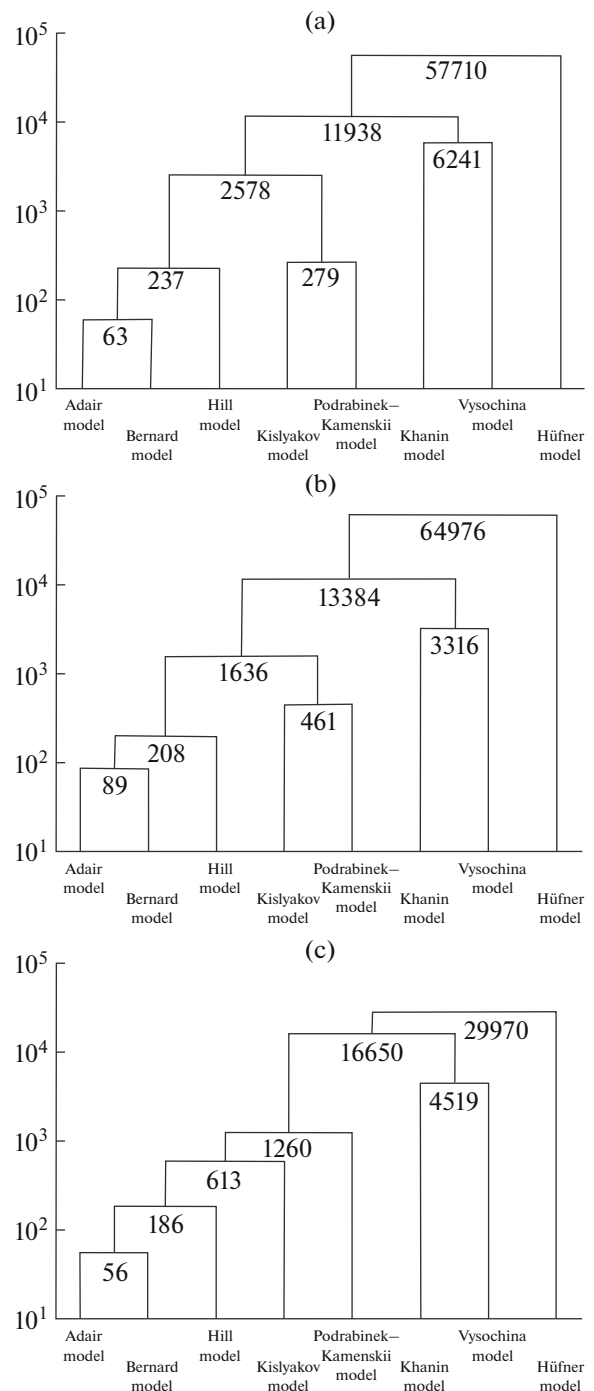 (a)
10^5
57710
10^4
11938
6241
10^3
2578
237
279
10^2
63
10^1
Adair model
Bernard model
Hill model
Kislyakov model
Podrabinek–Kamenskii model
Khanin model
Vysochina model
Hüfner model
(b)
10^5
64976
10^4
13384
3316
10^3
1636
461
208
10^2
89
10^1
Adair model
Bernard model
Hill model
Kislyakov model
Podrabinek–Kamenskii model
Khanin model
Vysochina model
Hüfner model
(c)
10^5
29970
16650
10^4
4519
10^3
1260
613
186
10^2
56
10^1
Adair model
Bernard model
Hill model
Kislyakov model
Podrabinek–Kamenskii model
Khanin model
Vysochina model
Hüfner model